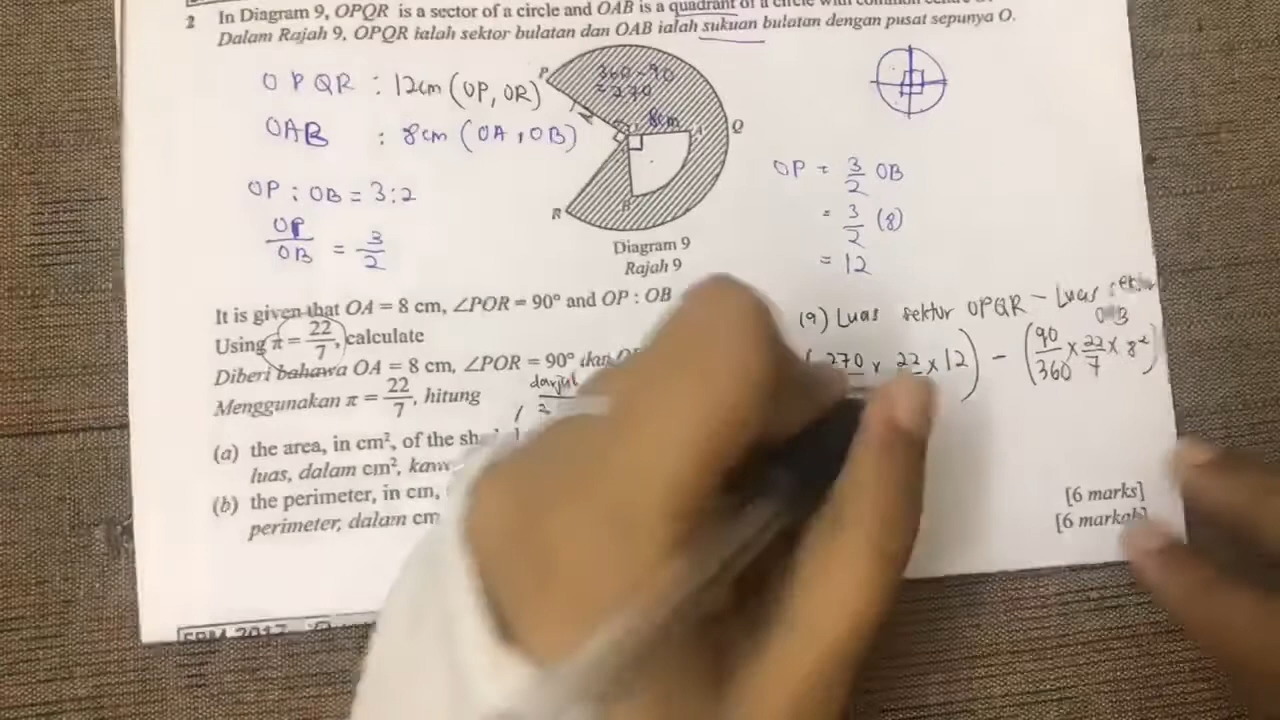 2 In Diagram 9, OPQR is a sector of a circle and OAB is a quadrant of a circle with common centre O.
Dalam Rajah 9, OPQR ialah sektor bulatan dan OAB ialah sukuan bulatan dengan pusat sepunya O.
OPQR : 12cm (OP, OR)
OAB : 8cm (OA, OB)
OP : OB = 3:2
OP/OB = 3/2
P
360 - 90
= 270
8cm
A
Q
B
R
Diagram 9
Rajah 9
OP = 3/2 OB
= 3/2 (8)
= 12
It is given that OA = 8 cm, ∠POR = 90° and OP : OB
Using π = 22/7, calculate
Diberi bahawa OA = 8 cm, ∠POR = 90° dan
Menggunakan π = 22/7, hitung
(a) the area, in cm², of the
luas, dalam cm²,
(b) the perimeter, in cm,
perimeter, dalam cm
(a) Luas sektor OPQR - Luas sektor
270 × 22 × 12) - (90/360 × 22/7 × 8²)
[6 marks]
[6 markah]